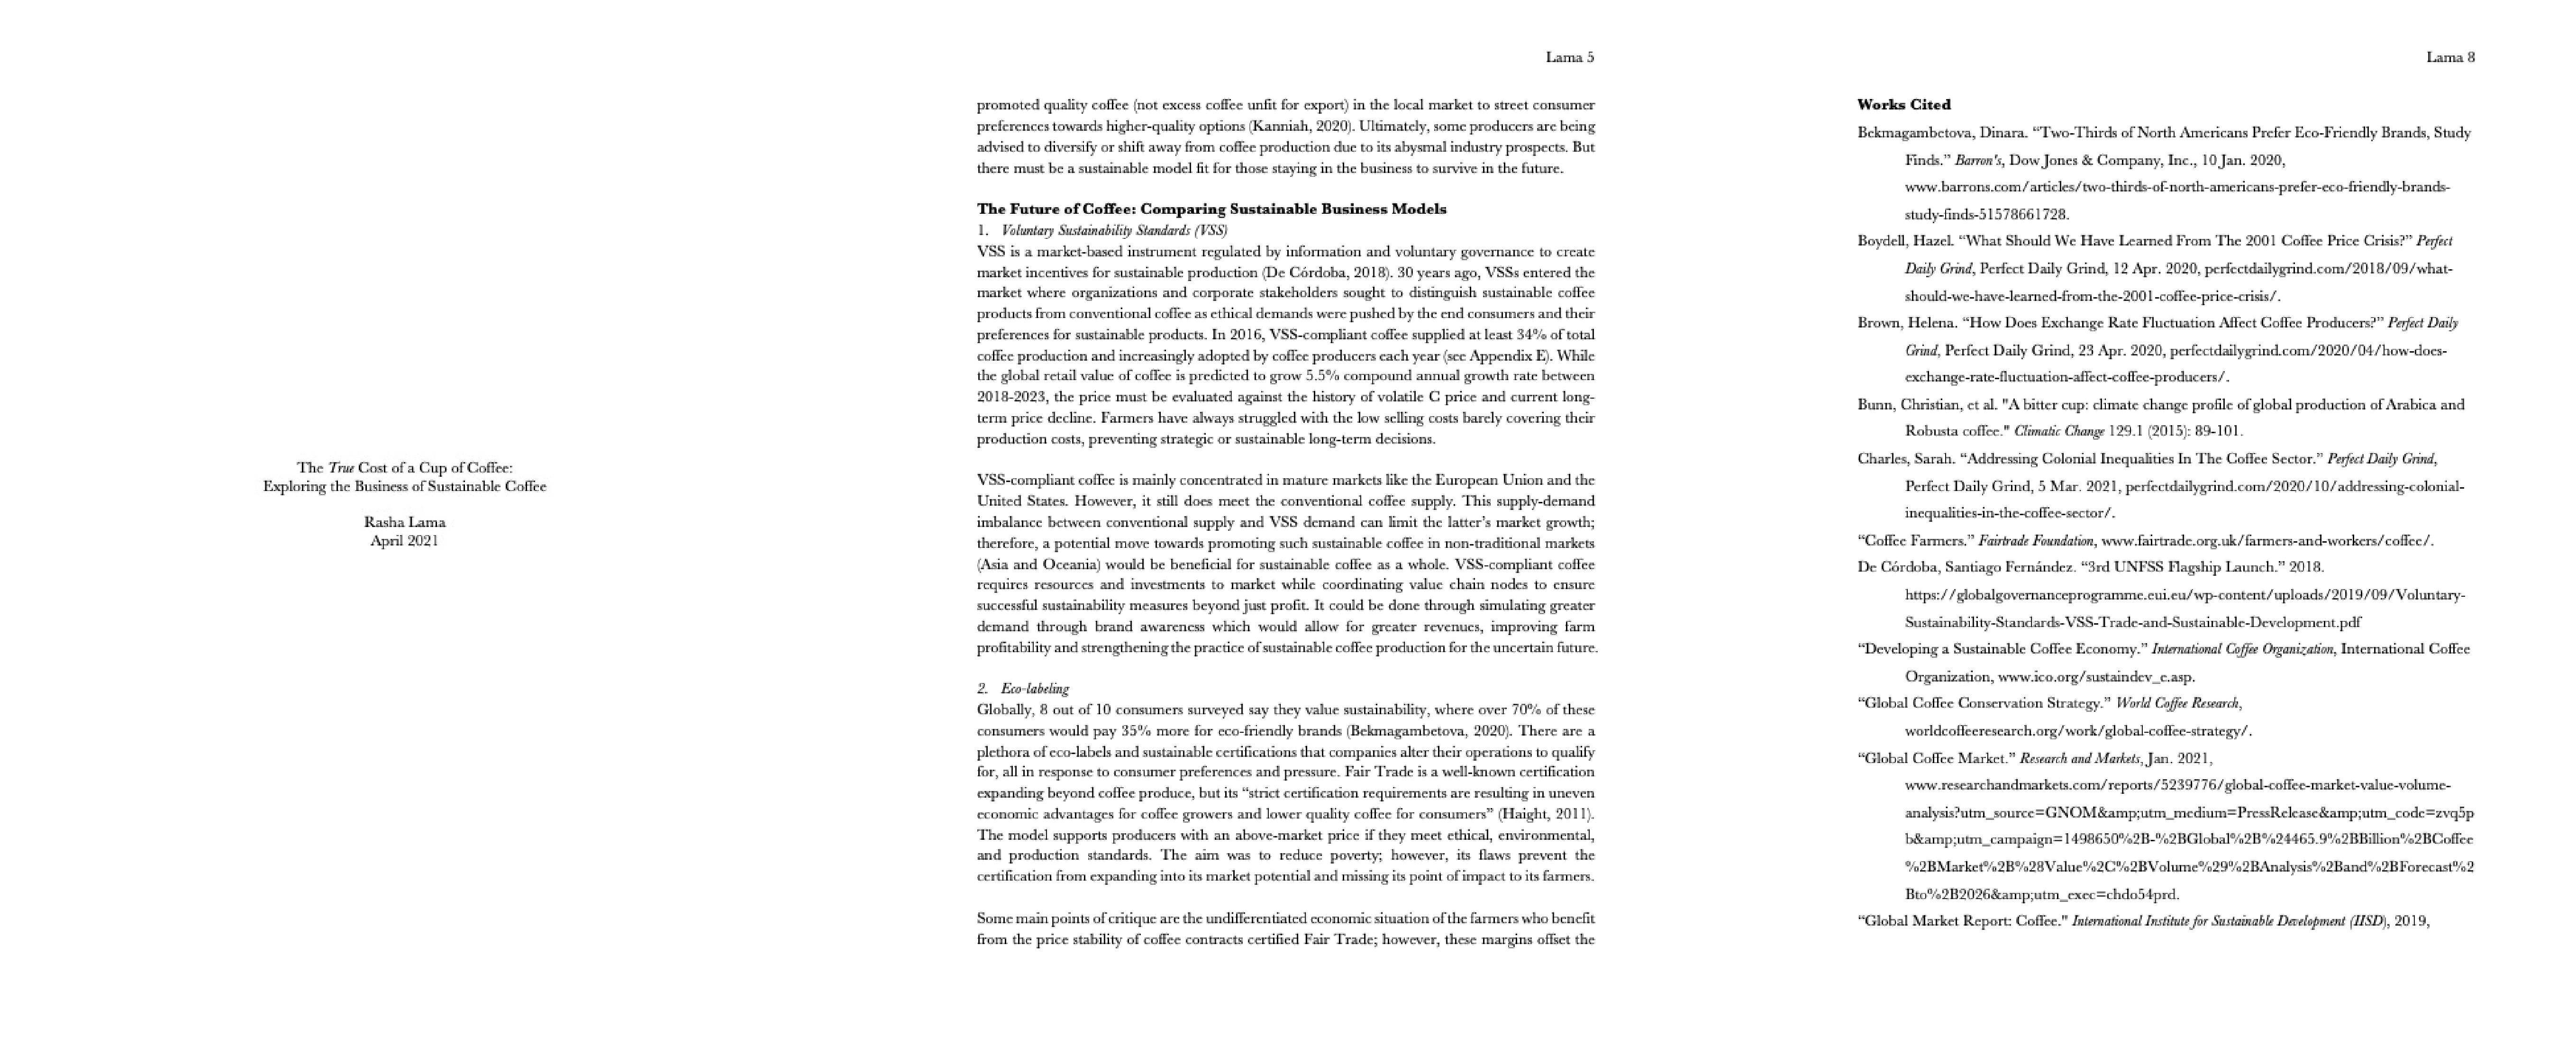 The True Cost of a Cup of Coffee:
Exploring the Business of Sustainable Coffee
Rasha Lama
April 2021
Lama 5
promoted quality coffee (not excess coffee unfit for export) in the local market to street consumer
preferences towards higher-quality options (Kanniah, 2020). Ultimately, some producers are being
advised to diversify or shift away from coffee production due to its abysmal industry prospects. But
there must be a sustainable model fit for those staying in the business to survive in the future.
The Future of Coffee: Comparing Sustainable Business Models
1. Voluntary Sustainability Standards (VSS)
VSS is a market-based instrument regulated by information and voluntary governance to create
market incentives for sustainable production (De Córdoba, 2018). 30 years ago, VSSs entered the
market where organizations and corporate stakeholders sought to distinguish sustainable coffee
products from conventional coffee as ethical demands were pushed by the end consumers and their
preferences for sustainable products. In 2016, VSS-compliant coffee supplied at least 34% of total
coffee production and increasingly adopted by coffee producers each year (see Appendix E). While
the global retail value of coffee is predicted to grow 5.5% compound annual growth rate between
2018-2023, the price must be evaluated against the history of volatile C price and current long-
term price decline. Farmers have always struggled with the low selling costs barely covering their
production costs, preventing strategic or sustainable long-term decisions.
VSS-compliant coffee is mainly concentrated in mature markets like the European Union and the
United States. However, it still does meet the conventional coffee supply. This supply-demand
imbalance between conventional supply and VSS demand can limit the latter's market growth;
therefore, a potential move towards promoting such sustainable coffee in non-traditional markets
(Asia and Oceania) would be beneficial for sustainable coffee as a whole. VSS-compliant coffee
requires resources and investments to market while coordinating value chain nodes to ensure
successful sustainability measures beyond just profit. It could be done through simulating greater
demand through brand awareness which would allow for greater revenues, improving farm
profitability and strengthening the practice of sustainable coffee production for the uncertain future.
2. Eco-labeling
Globally, 8 out of 10 consumers surveyed say they value sustainability, where over 70% of these
consumers would pay 35% more for eco-friendly brands (Bekmagambetova, 2020). There are a
plethora of eco-labels and sustainable certifications that companies alter their operations to qualify
for, all in response to consumer preferences and pressure. Fair Trade is a well-known certification
expanding beyond coffee produce, but its “strict certification requirements are resulting in uneven
economic advantages for coffee growers and lower quality coffee for consumers” (Haight, 2011).
The model supports producers with an above-market price if they meet ethical, environmental,
and production standards. The aim was to reduce poverty; however, its flaws prevent the
certification from expanding into its market potential and missing its point of impact to its farmers.
Some main points of critique are the undifferentiated economic situation of the farmers who benefit
from the price stability of coffee contracts certified Fair Trade; however, these margins offset the
Lama 8
Works Cited
Bekmagambetova, Dinara. “Two-Thirds of North Americans Prefer Eco-Friendly Brands, Study
Finds.” Barron's, Dow Jones & Company, Inc., 10 Jan. 2020,
www.barrons.com/articles/two-thirds-of-north-americans-prefer-eco-friendly-brands-
study-finds-51578661728.
Boydell, Hazel. “What Should We Have Learned From The 2001 Coffee Price Crisis?” Perfect
Daily Grind, Perfect Daily Grind, 12 Apr. 2020, perfectdailygrind.com/2018/09/what-
should-we-have-learned-from-the-2001-coffee-price-crisis/.
Brown, Helena. “How Does Exchange Rate Fluctuation Affect Coffee Producers?” Perfect Daily
Grind, Perfect Daily Grind, 23 Apr. 2020, perfectdailygrind.com/2020/04/how-does-
exchange-rate-fluctuation-affect-coffee-producers/.
Bunn, Christian, et al. "A bitter cup: climate change profile of global production of Arabica and
Robusta coffee." Climatic Change 129.1 (2015): 89-101.
Charles, Sarah. “Addressing Colonial Inequalities In The Coffee Sector.” Perfect Daily Grind,
Perfect Daily Grind, 5 Mar. 2021, perfectdailygrind.com/2020/10/addressing-colonial-
inequalities-in-the-coffee-sector/.
“Coffee Farmers.” Fairtrade Foundation, www.fairtrade.org.uk/farmers-and-workers/coffee/.
De Córdoba, Santiago Fernández. “3rd UNFSS Flagship Launch.” 2018.
https://globalgovernanceprogramme.eui.eu/wp-content/uploads/2019/09/Voluntary-
Sustainability-Standards-VSS-Trade-and-Sustainable-Development.pdf
“Developing a Sustainable Coffee Economy.” International Coffee Organization, International Coffee
Organization, www.ico.org/sustaindev_e.asp.
“Global Coffee Conservation Strategy.” World Coffee Research,
worldcoffeeresearch.org/work/global-coffee-strategy/.
“Global Coffee Market.” Research and Markets, Jan. 2021,
www.researchandmarkets.com/reports/5239776/global-coffee-market-value-volume-
analysis?utm_source=GNOM&amp;utm_medium=PressRelease&amp;utm_code=zvq5p
b&amp;utm_campaign=1498650%2B-%2BGlobal%2B%24465.9%2BBillion%2BCoffee
%2BMarket%2B%28Value%2C%2BVolume%29%2BAnalysis%2Band%2BForecast%2
Bto%2B2026&amp;utm_exec=chdo54prd.
“Global Market Report: Coffee." International Institute for Sustainable Development (IISD), 2019,